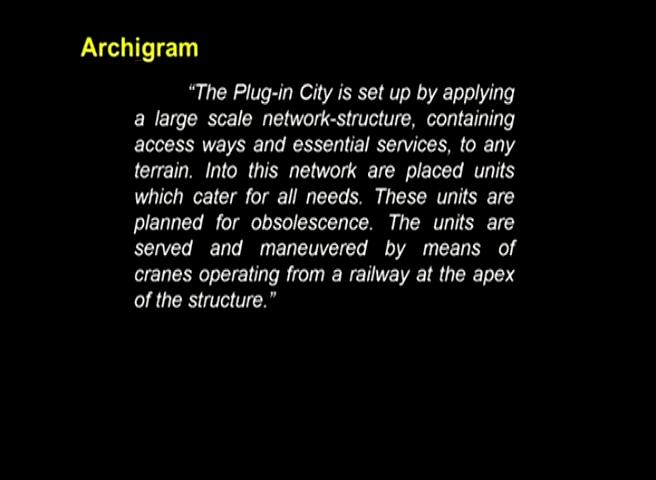 Archigram
“The Plug-in City is set up by applying
a large scale network-structure, containing
access ways and essential services, to any
terrain. Into this network are placed units
which cater for all needs. These units are
planned for obsolescence. The units are
served and maneuvered by means of
cranes operating from a railway at the apex
of the structure.”